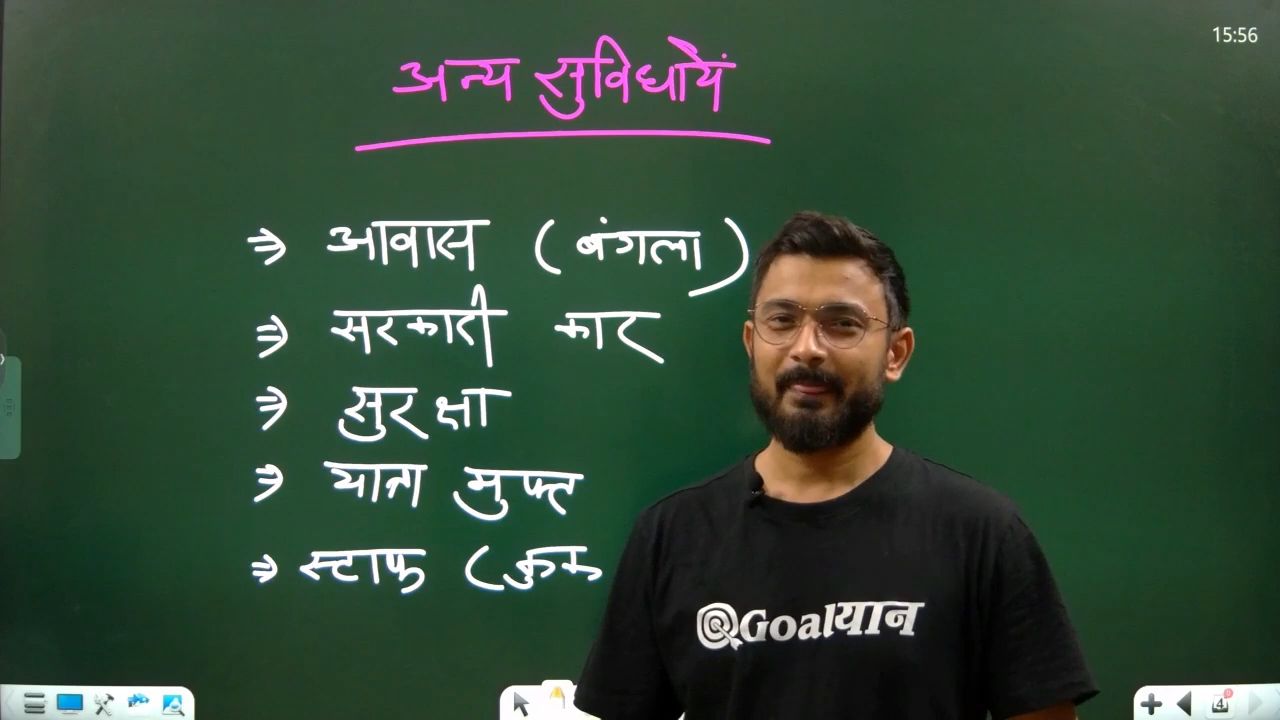 15:56
अन्य सुविधायें
⇒ आवास (बंगला)
⇒ सरकारी कार
⇒ सुरक्षा
⇒ यात्रा मुफ्त
⇒ स्टाफ (कुक
Goalयान